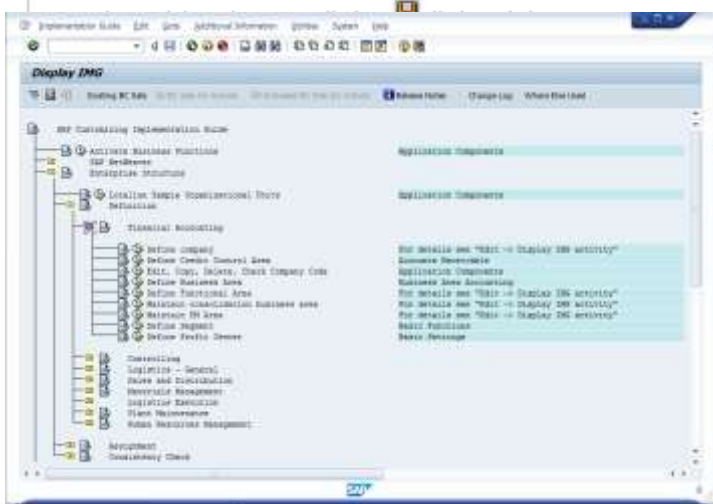 Implementation Guide Edit Goto Additional Information Utilities System Help
Display IMG
Existing BC Sets Release Notes Change Log Where Else Used
SAP Customizing Implementation Guide
Activate Business Functions Application Components
SAP NetWeaver
Enterprise Structure
Localize Sample Organizational Units Application Components
Definition
Financial Accounting
Define company For details see "Edit -> Display IMG activity"
Define Credit Control Area Accounts Receivable
Edit, Copy, Delete, Check Company Code Application Components
Define Business Area Business Area Accounting
Define Functional Area For details see "Edit -> Display IMG activity"
Maintain consolidation business area For details see "Edit -> Display IMG activity"
Maintain FM Area For details see "Edit -> Display IMG activity"
Define Segment Basic Functions
Define Profit Center Basic
Controlling
Logistics - General
Sales and Distribution
Materials Management
Logistics Execution
Plant Maintenance
Human Resources Management
Assignment
Consistency Check
SAP